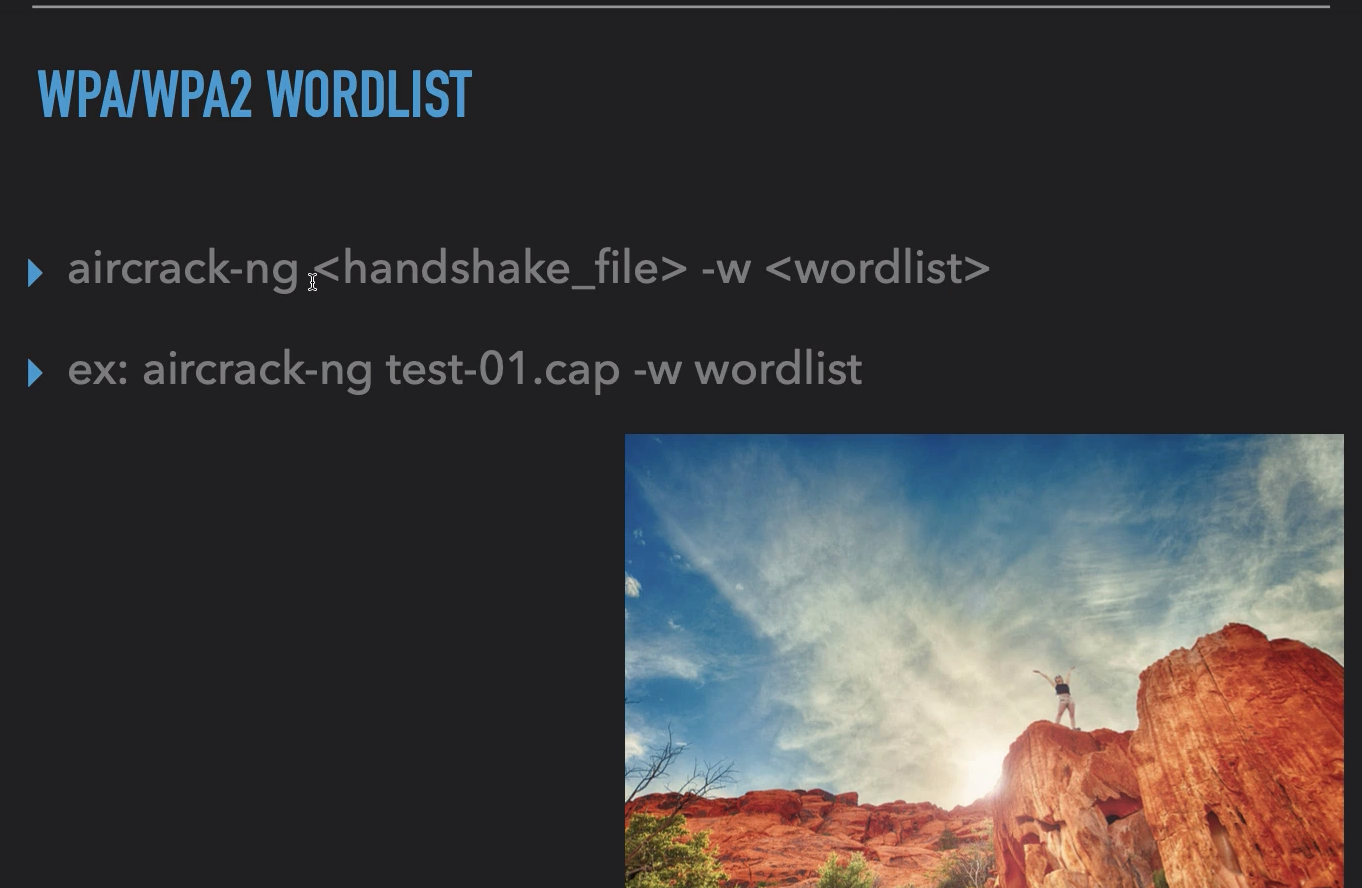 WPA/WPA2 WORDLIST
aircrack-ng <handshake_file> -w <wordlist>
ex: aircrack-ng test-01.cap -w wordlist